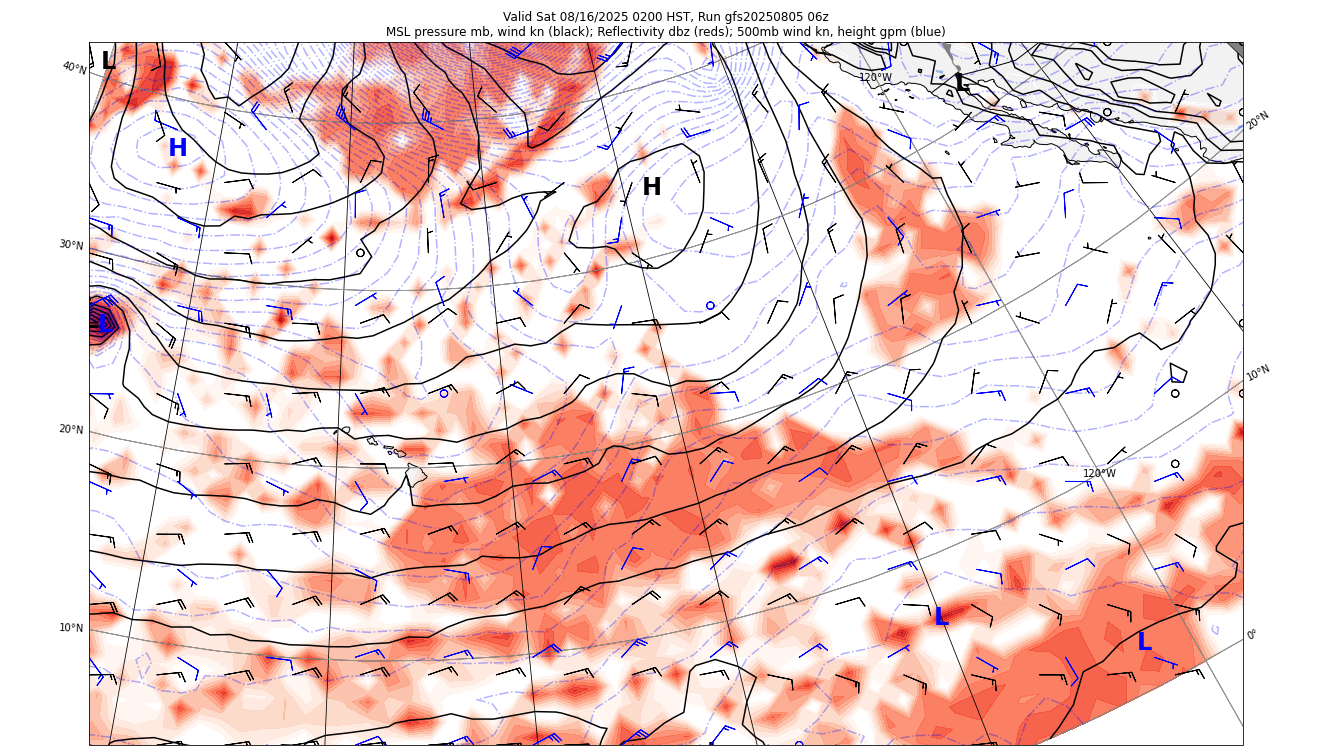 Valid Sat 08/16/2025 0200 HST, Run gfs20250805 06z
MSL pressure mb, wind kn (black); Reflectivity dbz (reds); 500mb wind kn, height gpm (blue)
L
40°N
120°W
L
20°N
H
H
30°N
L
10°N
20°N
120°W
10°N
L
0°
L